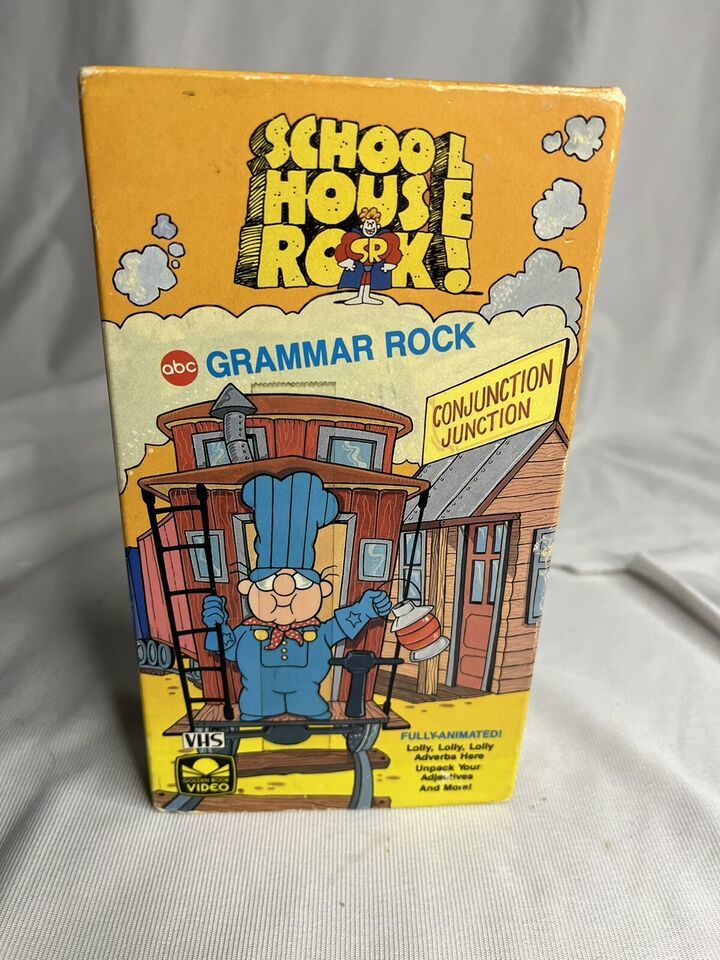 SCHOOL
HOUSE
ROCK!
SR
abc GRAMMAR ROCK
CONJUNCTION
JUNCTION
FULLY-ANIMATED!
Lolly, Lolly, Lolly
Adverbs Here
Unpack Your
Adjectives
And More!
VHS
GOLDEN BOOK
VIDEO